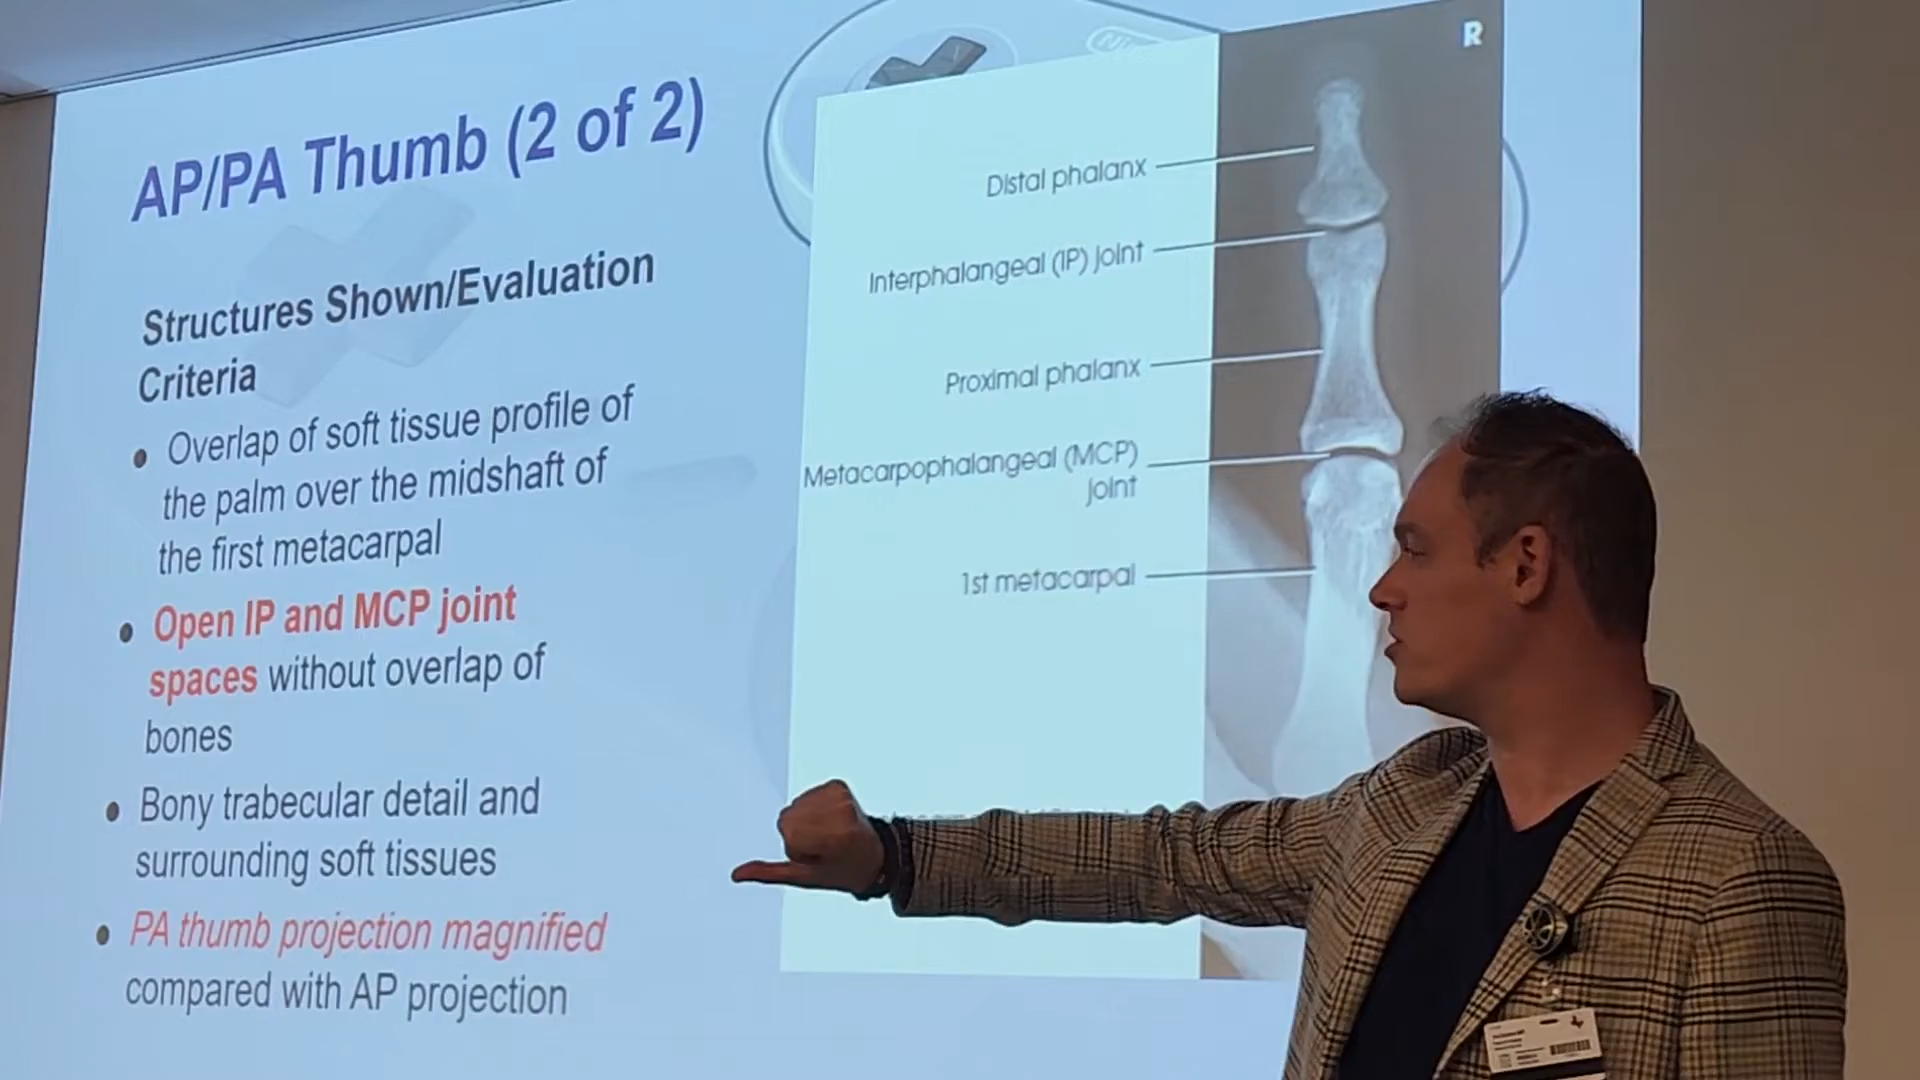 AP/PA Thumb (2 of 2)
Structures Shown/Evaluation
Criteria
• Overlap of soft tissue profile of
the palm over the midshaft of
the first metacarpal
• Open IP and MCP joint
spaces without overlap of
bones
• Bony trabecular detail and
surrounding soft tissues
• PA thumb projection magnified
compared with AP projection
R
Distal phalanx
Interphalangeal (IP) joint
Proximal phalanx
Metacarpophalangeal (MCP)
joint
1st metacarpal